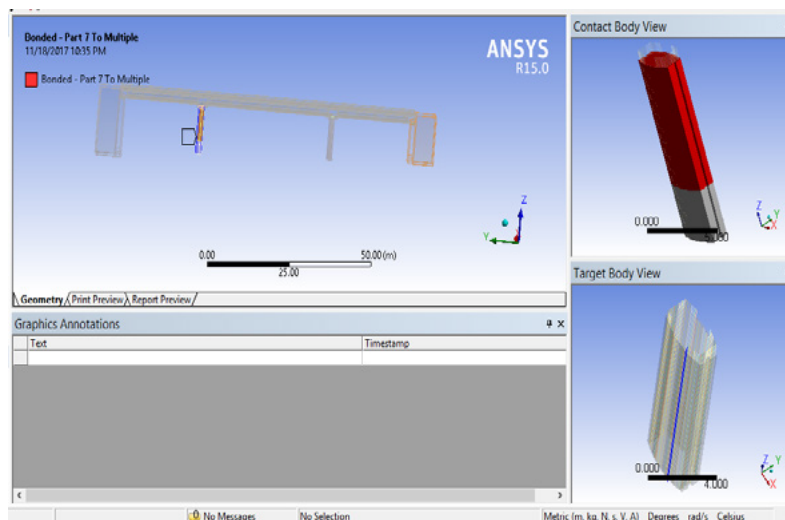 Bonded - Part 7 To Multiple
11/18/2017 10:35 PM
Bonded - Part 7 To Multiple
ANSYS
R15.0
Z
Y
0.00
50.00 (m)
25.00
Geometry / Print Preview / Report Preview /
Graphics Annotations
Text
Timestamp
Contact Body View
0.000
5.000
Z
Y
X
Target Body View
0.000
4.000
Z
Y
X
No Messages
No Selection
Metric (m, kg, N, s, V, A) Degrees rad/s Celsius